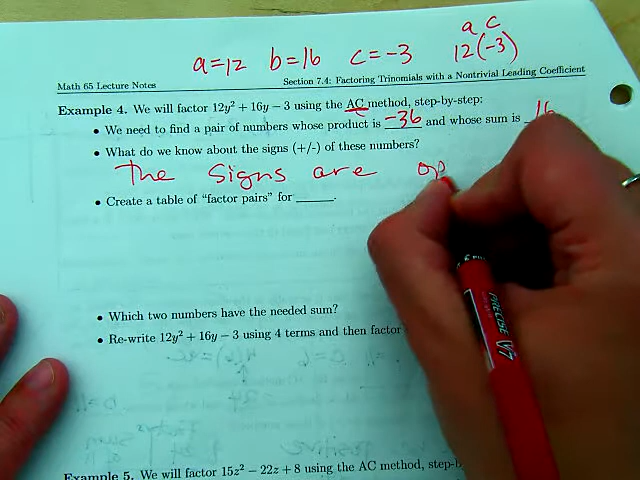 a c
a=12 b=16 c=-3 12(-3)
Math 65 Lecture Notes Section 7.4: Factoring Trinomials with a Nontrivial Leading Coefficient
Example 4. We will factor 12y² + 16y − 3 using the AC method, step-by-step:
• We need to find a pair of numbers whose product is -36 and whose sum is 16
• What do we know about the signs (+/-) of these numbers?
The signs are op
• Create a table of "factor pairs" for ______.
• Which two numbers have the needed sum?
• Re-write 12y² + 16y − 3 using 4 terms and then factor
Example 5. We will factor 15z² − 22z + 8 using the AC method, step-b
PRECISE V7